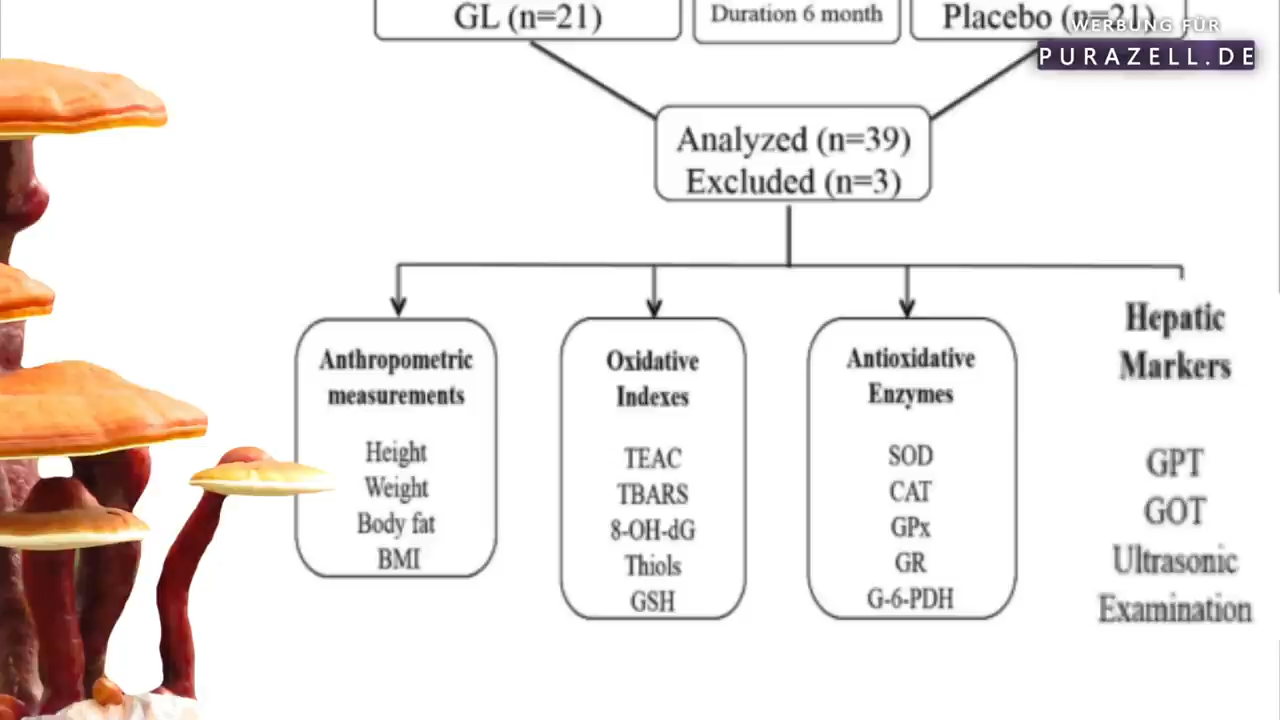 GL (n=21)
Duration 6 month
Placebo (n=21)
WERBUNG FÜR
PURAZELL.DE
Analyzed (n=39)
Excluded (n=3)
Anthropometric
measurements
Height
Weight
Body fat
BMI
Oxidative
Indexes
TEAC
TBARS
8-OH-dG
Thiols
GSH
Antioxidative
Enzymes
SOD
CAT
GPx
GR
G-6-PDH
Hepatic
Markers
GPT
GOT
Ultrasonic
Examination